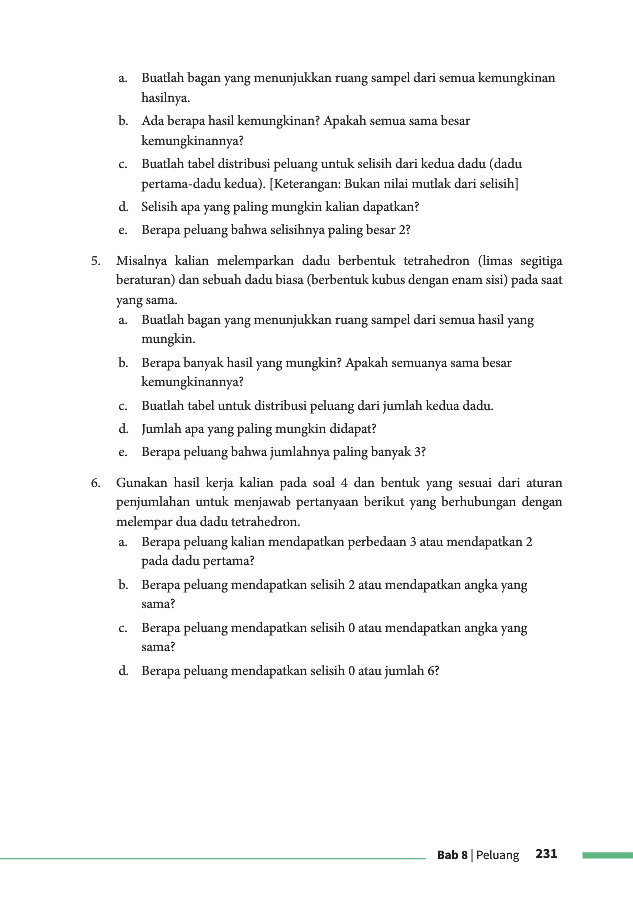 a. Buatlah bagan yang menunjukkan ruang sampel dari semua kemungkinan
hasilnya.
b. Ada berapa hasil kemungkinan? Apakah semua sama besar
kemungkinannya?
c. Buatlah tabel distribusi peluang untuk selisih dari kedua dadu (dadu
pertama-dadu kedua). [Keterangan: Bukan nilai mutlak dari selisih]
d. Selisih apa yang paling mungkin kalian dapatkan?
e. Berapa peluang bahwa selisihnya paling besar 2?
5. Misalnya kalian melemparkan dadu berbentuk tetrahedron (limas segitiga
beraturan) dan sebuah dadu biasa (berbentuk kubus dengan enam sisi) pada saat
yang sama.
a. Buatlah bagan yang menunjukkan ruang sampel dari semua hasil yang
mungkin.
b. Berapa banyak hasil yang mungkin? Apakah semuanya sama besar
kemungkinannya?
c. Buatlah tabel untuk distribusi peluang dari jumlah kedua dadu.
d. Jumlah apa yang paling mungkin didapat?
e. Berapa peluang bahwa jumlahnya paling banyak 3?
6. Gunakan hasil kerja kalian pada soal 4 dan bentuk yang sesuai dari aturan
penjumlahan untuk menjawab pertanyaan berikut yang berhubungan dengan
melempar dua dadu tetrahedron.
a. Berapa peluang kalian mendapatkan perbedaan 3 atau mendapatkan 2
pada dadu pertama?
b. Berapa peluang mendapatkan selisih 2 atau mendapatkan angka yang
sama?
c. Berapa peluang mendapatkan selisih 0 atau mendapatkan angka yang
sama?
d. Berapa peluang mendapatkan selisih 0 atau jumlah 6?
Bab 8 | Peluang 231